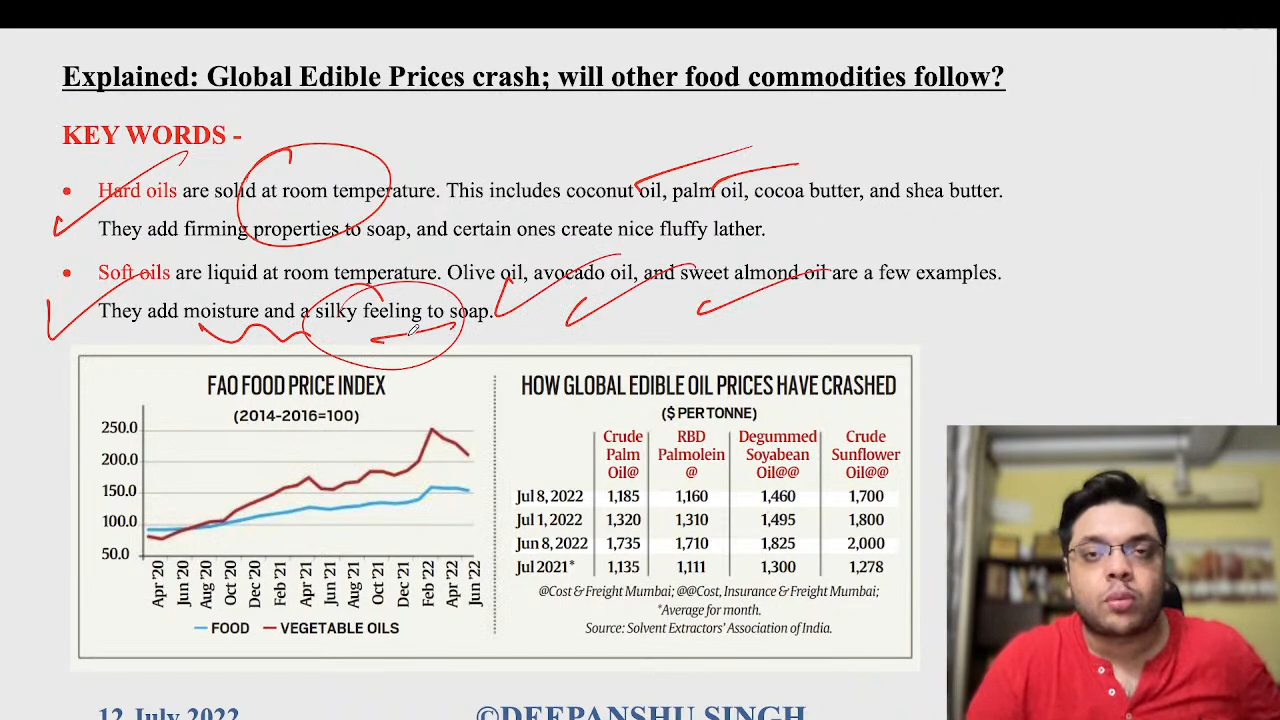 Explained: Global Edible Prices crash; will other food commodities follow?
KEY WORDS -
• Hard oils are solid at room temperature. This includes coconut oil, palm oil, cocoa butter, and shea butter.
They add firming properties to soap, and certain ones create nice fluffy lather.
• Soft oils are liquid at room temperature. Olive oil, avocado oil, and sweet almond oil are a few examples.
They add moisture and a silky feeling to soap.
FAO FOOD PRICE INDEX
(2014-2016=100)
250.0
200.0
150.0
100.0
50.0
Apr '20 Jun '20 Aug '20 Oct '20 Dec '20 Feb '21 Apr '21 Jun '21 Aug '21 Oct '21 Dec '21 Feb '22 Apr '22 Jun '22
FOOD VEGETABLE OILS
HOW GLOBAL EDIBLE OIL PRICES HAVE CRASHED
($ PER TONNE)
Crude RBD Degummed Crude
Palm Palmolein Soyabean Sunflower
Oil@ @ Oil@@ Oil@@
Jul 8, 2022 1,185 1,160 1,460 1,700
Jul 1, 2022 1,320 1,310 1,495 1,800
Jun 8, 2022 1,735 1,710 1,825 2,000
Jul 2021* 1,135 1,111 1,300 1,278
@Cost & Freight Mumbai; @@Cost, Insurance & Freight Mumbai;
*Average for month.
Source: Solvent Extractors' Association of India.
12 July 2022 ©DEEPANSHU SINGH